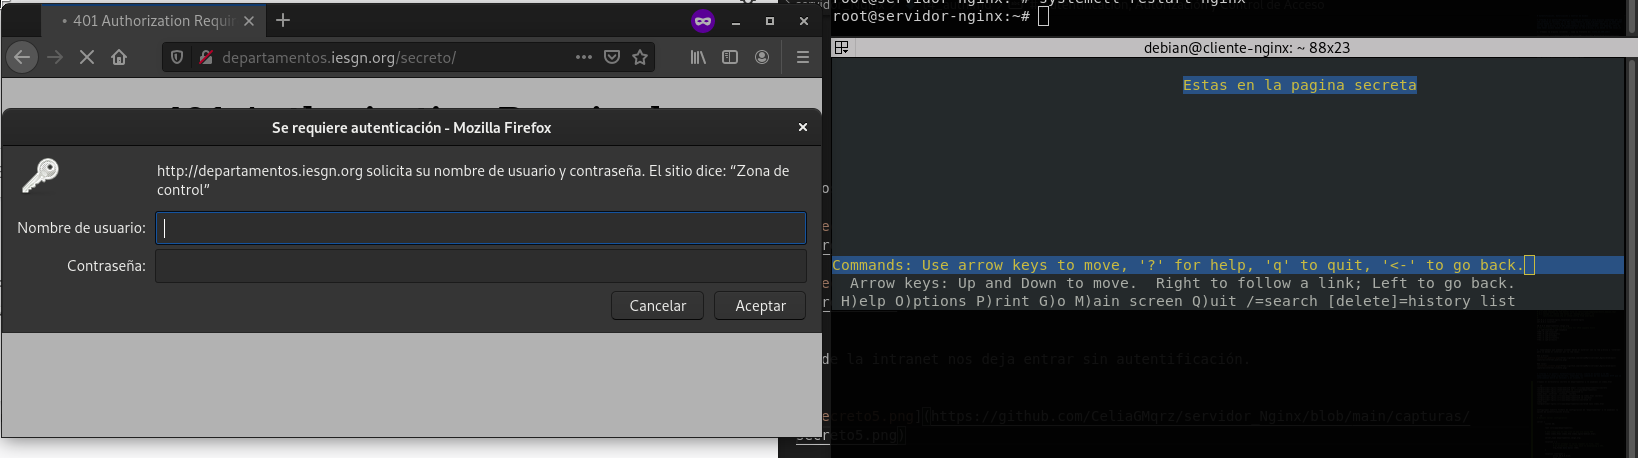 401 Authorization Requir
departamentos.iesgn.org/secreto/
Se requiere autenticación - Mozilla Firefox
http://departamentos.iesgn.org solicita su nombre de usuario y contraseña. El sitio dice: “Zona de
control”
Nombre de usuario:
Contraseña:
Cancelar
Aceptar
root@servidor-nginx:~# systemctl restart nginx
root@servidor-nginx:~#
debian@cliente-nginx: ~ 88x23
Estas en la pagina secreta
Commands: Use arrow keys to move, '?' for help, 'q' to quit, '<-' to go back.
Arrow keys: Up and Down to move.  Right to follow a link; Left to go back.
H)elp O)ptions P)rint G)o M)ain screen Q)uit /=search [delete]=history list
de la intranet nos deja entrar sin autentificación.
ecreto5.png](https://github.com/CeliaGMqrz/servidor_Nginx/blob/main/capturas/
secreto5.png)